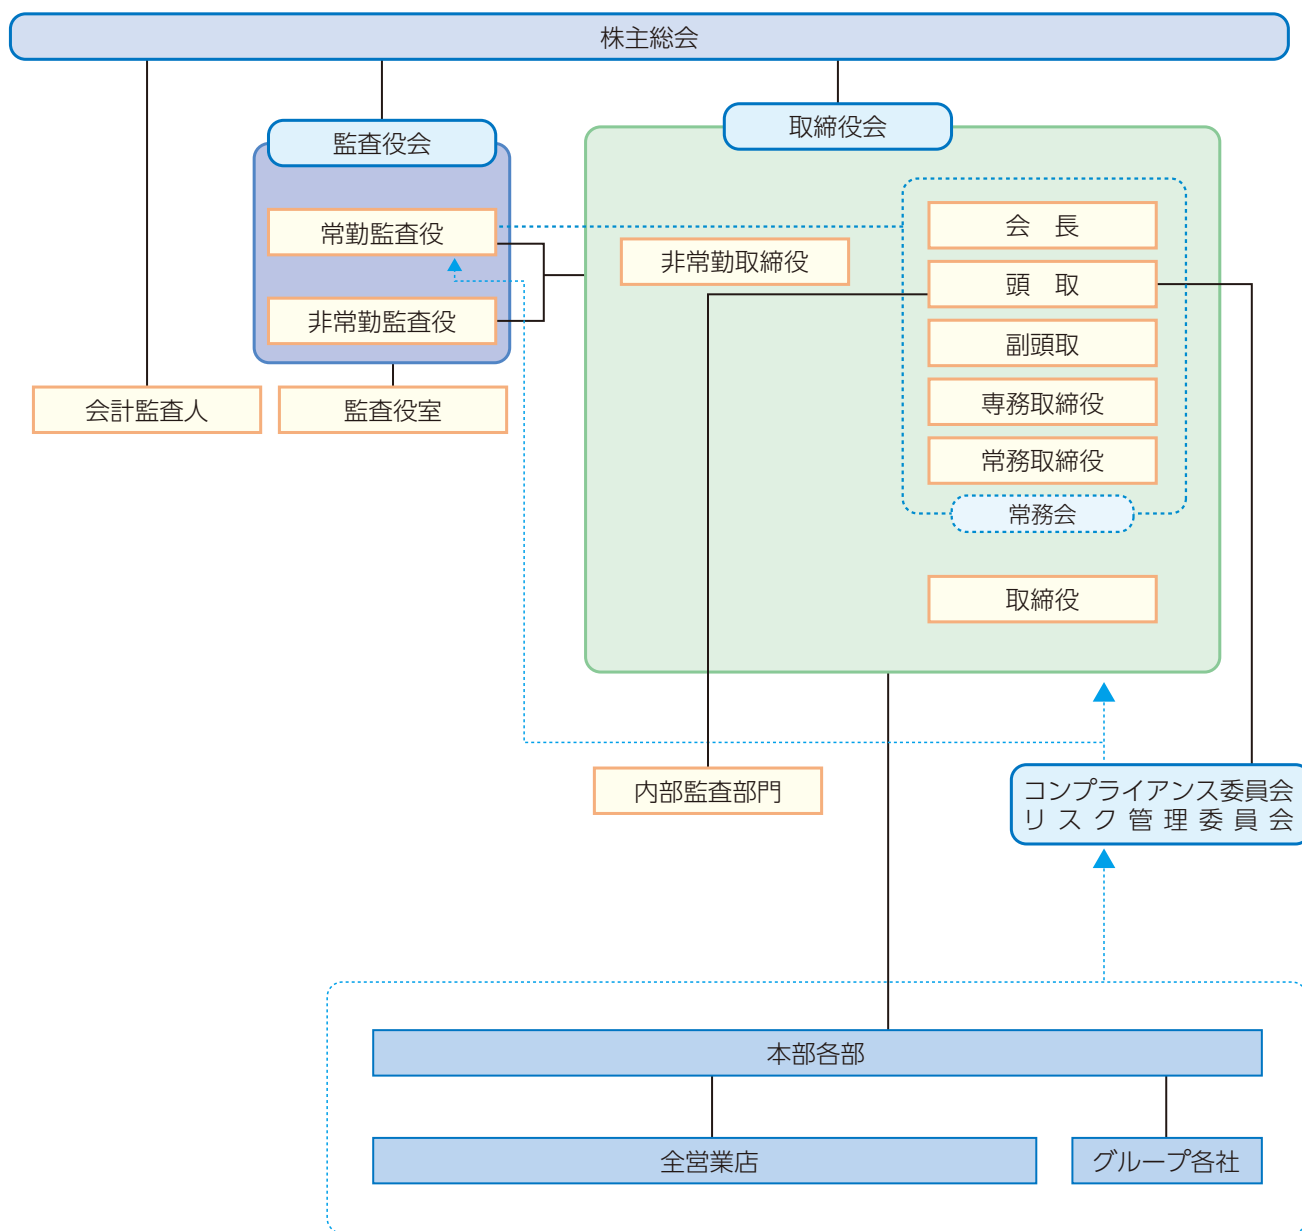 株主総会
監査役会
取締役会
常勤監査役
非常勤監査役
会計監査人
監査役室
非常勤取締役
会　長
頭　取
副頭取
専務取締役
常務取締役
常務会
取締役
内部監査部門
コンプライアンス委員会
リスク管理委員会
本部各部
全営業店
グループ各社